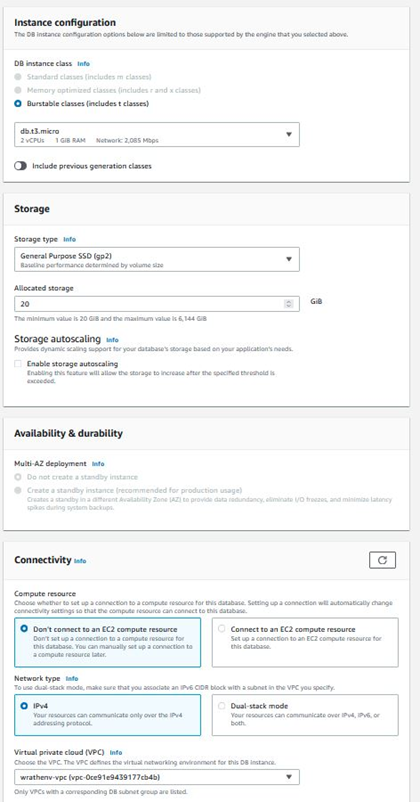 Instance configuration
The DB instance configuration options below are limited to those supported by the engine that you selected above.
DB instance class Info
Standard classes (includes m classes)
Memory optimized classes (includes r and x classes)
Burstable classes (includes t classes)
db.t3.micro
2 vCPUs 1 GiB RAM Network: 2,085 Mbps
Include previous generation classes
Storage
Storage type Info
General Purpose SSD (gp2)
Baseline performance determined by volume size
Allocated storage
20
GiB
The minimum value is 20 GiB and the maximum value is 6,144 GiB
Storage autoscaling Info
Provides dynamic scaling support for your database's storage based on your application's needs.
Enable storage autoscaling
Enabling this feature will allow the storage to increase after the specified threshold is
exceeded.
Availability & durability
Multi-AZ deployment Info
Do not create a standby instance
Create a standby instance (recommended for production usage)
Creates a standby in a different Availability Zone (AZ) to provide data redundancy, eliminate I/O freezes, and minimize latency
spikes during system backups.
Connectivity Info
Compute resource
Choose whether to set up a connection to a compute resource for this database. Setting up a connection will automatically change
connectivity settings so that the compute resource can connect to this database.
Don't connect to an EC2 compute resource
Don't set up a connection to a compute resource for
this database. You can manually set up a connection to
a compute resource later.
Connect to an EC2 compute resource
Set up a connection to an EC2 compute resource for
this database.
Network type Info
To use dual-stack mode, make sure that you associate an IPv6 CIDR block with a subnet in the VPC you specify.
IPv4
Your resources can communicate only over the IPv4
addressing protocol.
Dual-stack mode
Your resources can communicate over IPv4, IPv6, or
both.
Virtual private cloud (VPC) Info
Choose the VPC. The VPC defines the virtual networking environment for this DB instance.
wrathenv-vpc (vpc-0ce91e9439177cb4b)
Only VPCs with a corresponding DB subnet group are listed.